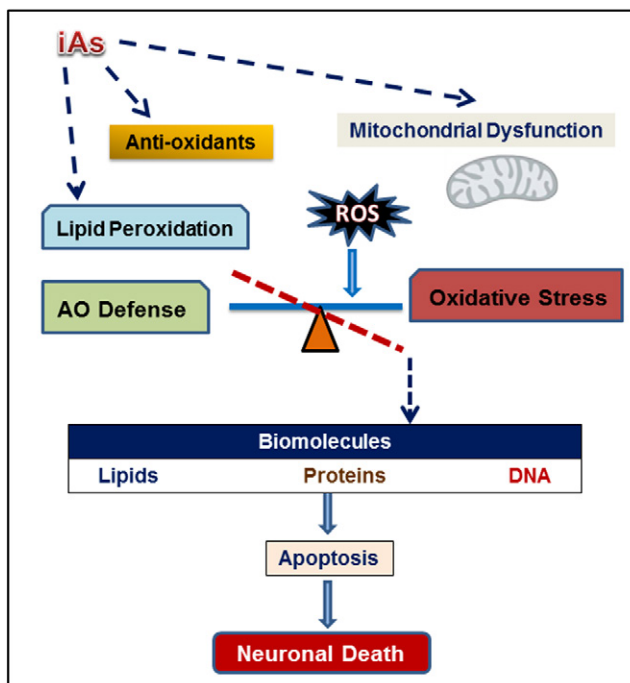 iAs
Anti-oxidants
Mitochondrial Dysfunction
Lipid Peroxidation
ROS
AO Defense
Oxidative Stress
Biomolecules
Lipids Proteins DNA
Apoptosis
Neuronal Death